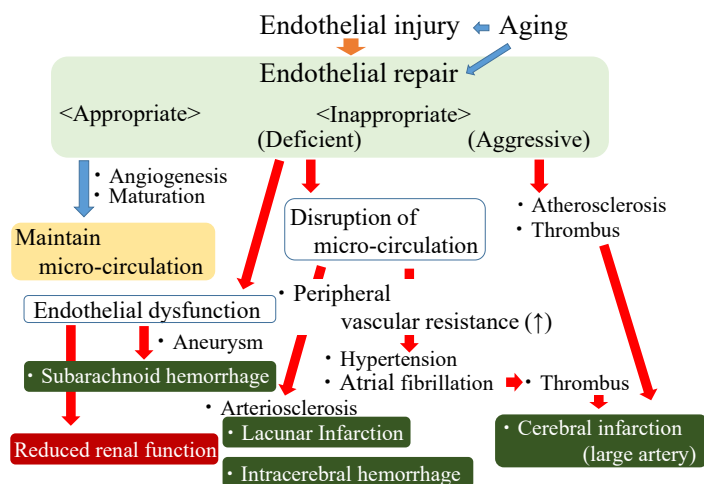 Endothelial injury
Aging
Endothelial repair
<Appropriate>
<Inappropriate>
(Deficient)
(Aggressive)
・Angiogenesis
・Maturation
Maintain
micro-circulation
Disruption of
micro-circulation
・Atherosclerosis
・Thrombus
Endothelial dysfunction
・Peripheral
vascular resistance (↑)
・Aneurysm
・Subarachnoid hemorrhage
・Hypertension
・Atrial fibrillation
・Thrombus
・Arteriosclerosis
・Lacunar Infarction
・Cerebral infarction
(large artery)
Reduced renal function
・Intracerebral hemorrhage